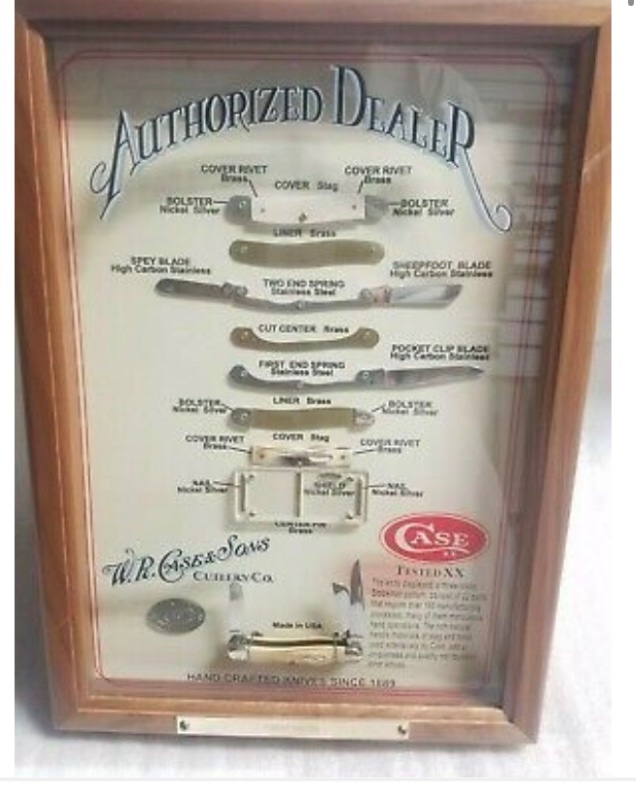 AUTHORIZED DEALER
COVER RIVET
Brass
COVER Stag
COVER RIVET
Brass
BOLSTER
Nickel Silver
BOLSTER
Nickel Silver
LINER Brass
SPEY BLADE
High Carbon Stainless
TWO END SPRING
Stainless Steel
SHEEPFOOT BLADE
High Carbon Stainless
CUT CENTER Brass
POCKET CLIP BLADE
High Carbon Stainless
FIRST END SPRING
Stainless Steel
BOLSTER
Nickel Silver
LINER Brass
BOLSTER
Nickel Silver
COVER RIVET
Brass
COVER Stag
COVER RIVET
Brass
NAIL
Nickel Silver
SHIELD
Nickel Silver
NAIL
Nickel Silver
CENTER PIN
Brass
CASE
XX
W.R. CASE & SONS
CUTLERY CO.
TESTED XX
Made in USA
HAND CRAFTED KNIVES SINCE 1889